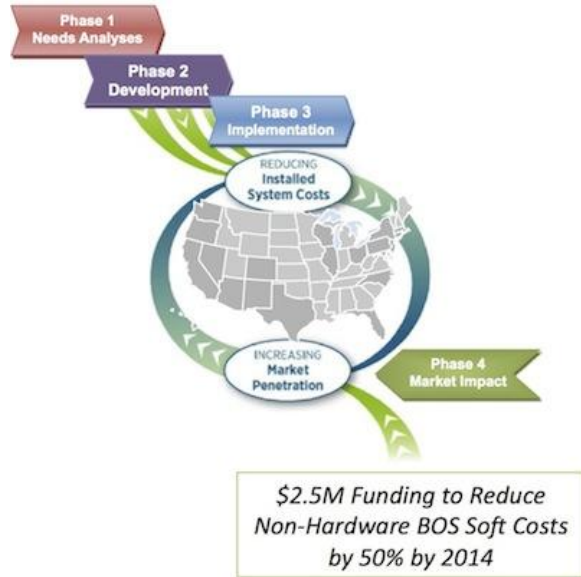 Phase 1
Needs Analyses
Phase 2
Development
Phase 3
Implementation
REDUCING
Installed
System Costs
INCREASING
Market
Penetration
Phase 4
Market Impact
$2.5M Funding to Reduce
Non-Hardware BOS Soft Costs
by 50% by 2014